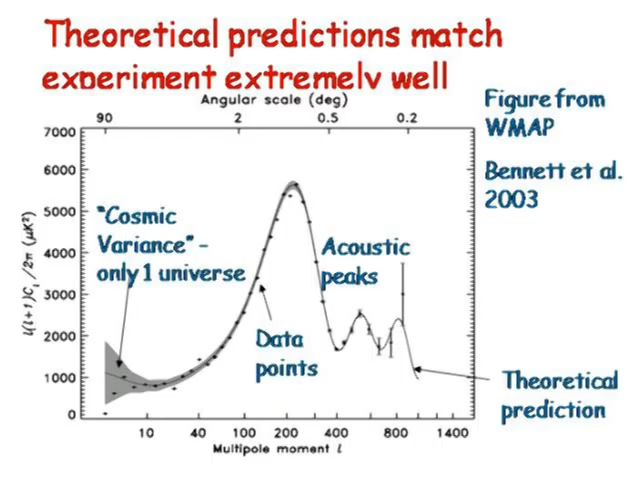 Theoretical predictions match
experiment extremely well
Figure from
WMAP
Bennett et al.
2003
Angular scale (deg)
90 2 0.5 0.2
7000
6000
5000
4000
3000
2000
1000
0
l(l+1)Cl/2π (μK²)
"Cosmic
Variance" -
only 1 universe
Acoustic
peaks
Data
points
Theoretical
prediction
10 40 100 200 400 800 1400
Multipole moment l